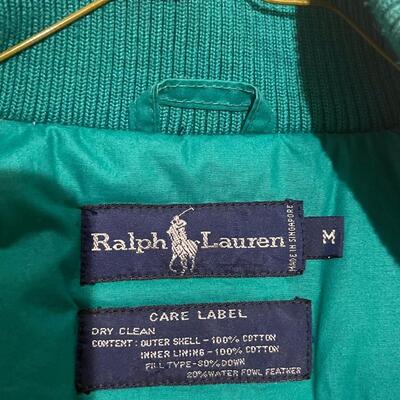 Ralph Lauren
MADE IN SINGAPORE
M
CARE LABEL
DRY CLEAN
CONTENT: OUTER SHELL - 100% COTTON
INNER LINING - 100% COTTON
FILL TYPE - 80% DOWN
20% WATER FOWL FEATHER